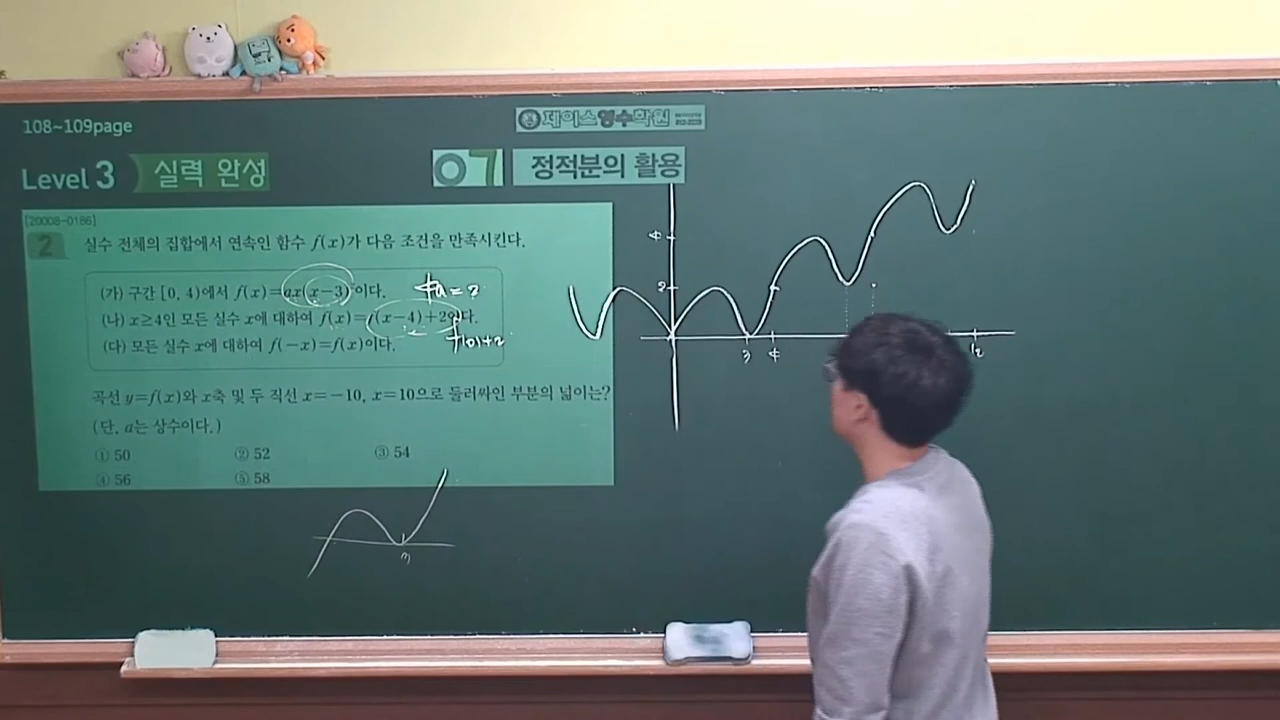 108~109page
제이스영수학원
Level 3 실력 완성
07 정적분의 활용
[20008-0186]
2 실수 전체의 집합에서 연속인 함수 f(x)가 다음 조건을 만족시킨다.
(가) 구간 [0, 4)에서 f(x)=ax(x-3)²이다.
4a=2
(나) x≥4인 모든 실수 x에 대하여 f(x)=f(x-4)+2이다.
f(0)+2
(다) 모든 실수 x에 대하여 f(-x)=f(x)이다.
곡선 y=f(x)와 x축 및 두 직선 x=-10, x=10으로 둘러싸인 부분의 넓이는?
(단, a는 상수이다.)
① 50 ② 52 ③ 54
④ 56 ⑤ 58
4
2
3 4 12
3